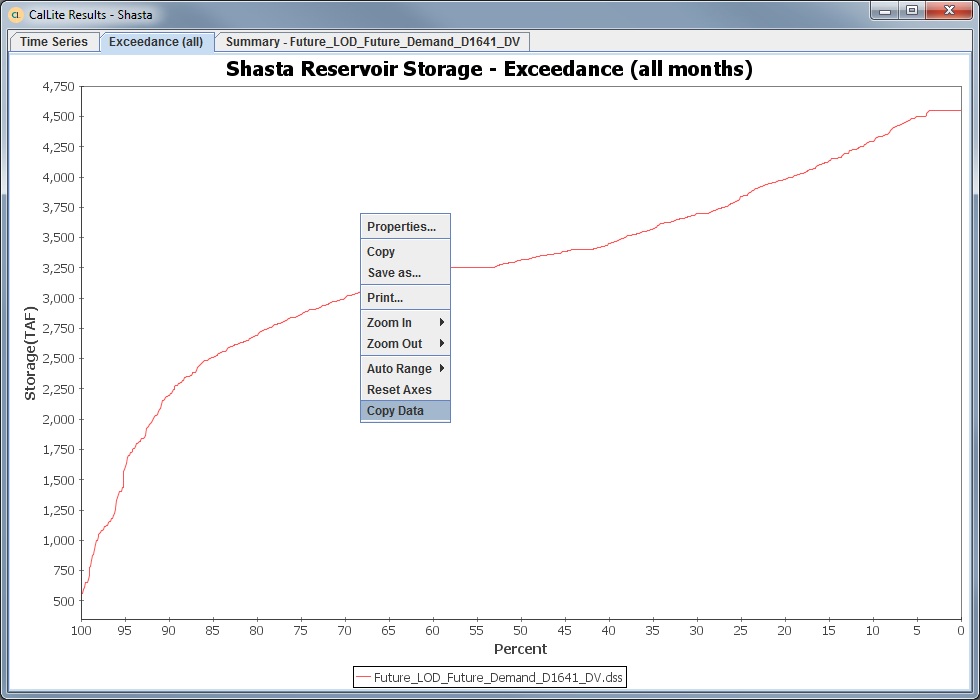 CL CalLite Results - Shasta
Time Series Exceedance (all) Summary - Future_LOD_Future_Demand_D1641_DV
Shasta Reservoir Storage - Exceedance (all months)
4,750
4,500
4,250
4,000
3,750
3,500
3,250
3,000
2,750
2,500
2,250
2,000
1,750
1,500
1,250
1,000
750
500
Storage(TAF)
Properties...
Copy
Save as...
Print...
Zoom In
Zoom Out
Auto Range
Reset Axes
Copy Data
100 95 90 85 80 75 70 65 60 55 50 45 40 35 30 25 20 15 10 5 0
Percent
Future_LOD_Future_Demand_D1641_DV.dss